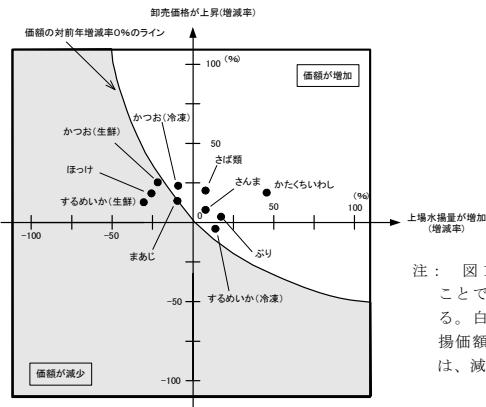 卸売価格が上昇(増減率)
価額の対前年増減率0%のライン
100 (%)
価額が増加
かつお(冷凍)
かつお(生鮮)
50
さば類
ほっけ
さんま
かたくちいわし
するめいか(生鮮)
(%)
0
上場水揚量が増加
(増減率)
-100
-50
50
100
まあじ
ぶり
するめいか(冷凍)
-50
価額が減少
-100
注： 図
ことで
る。白
揚価額
は、減